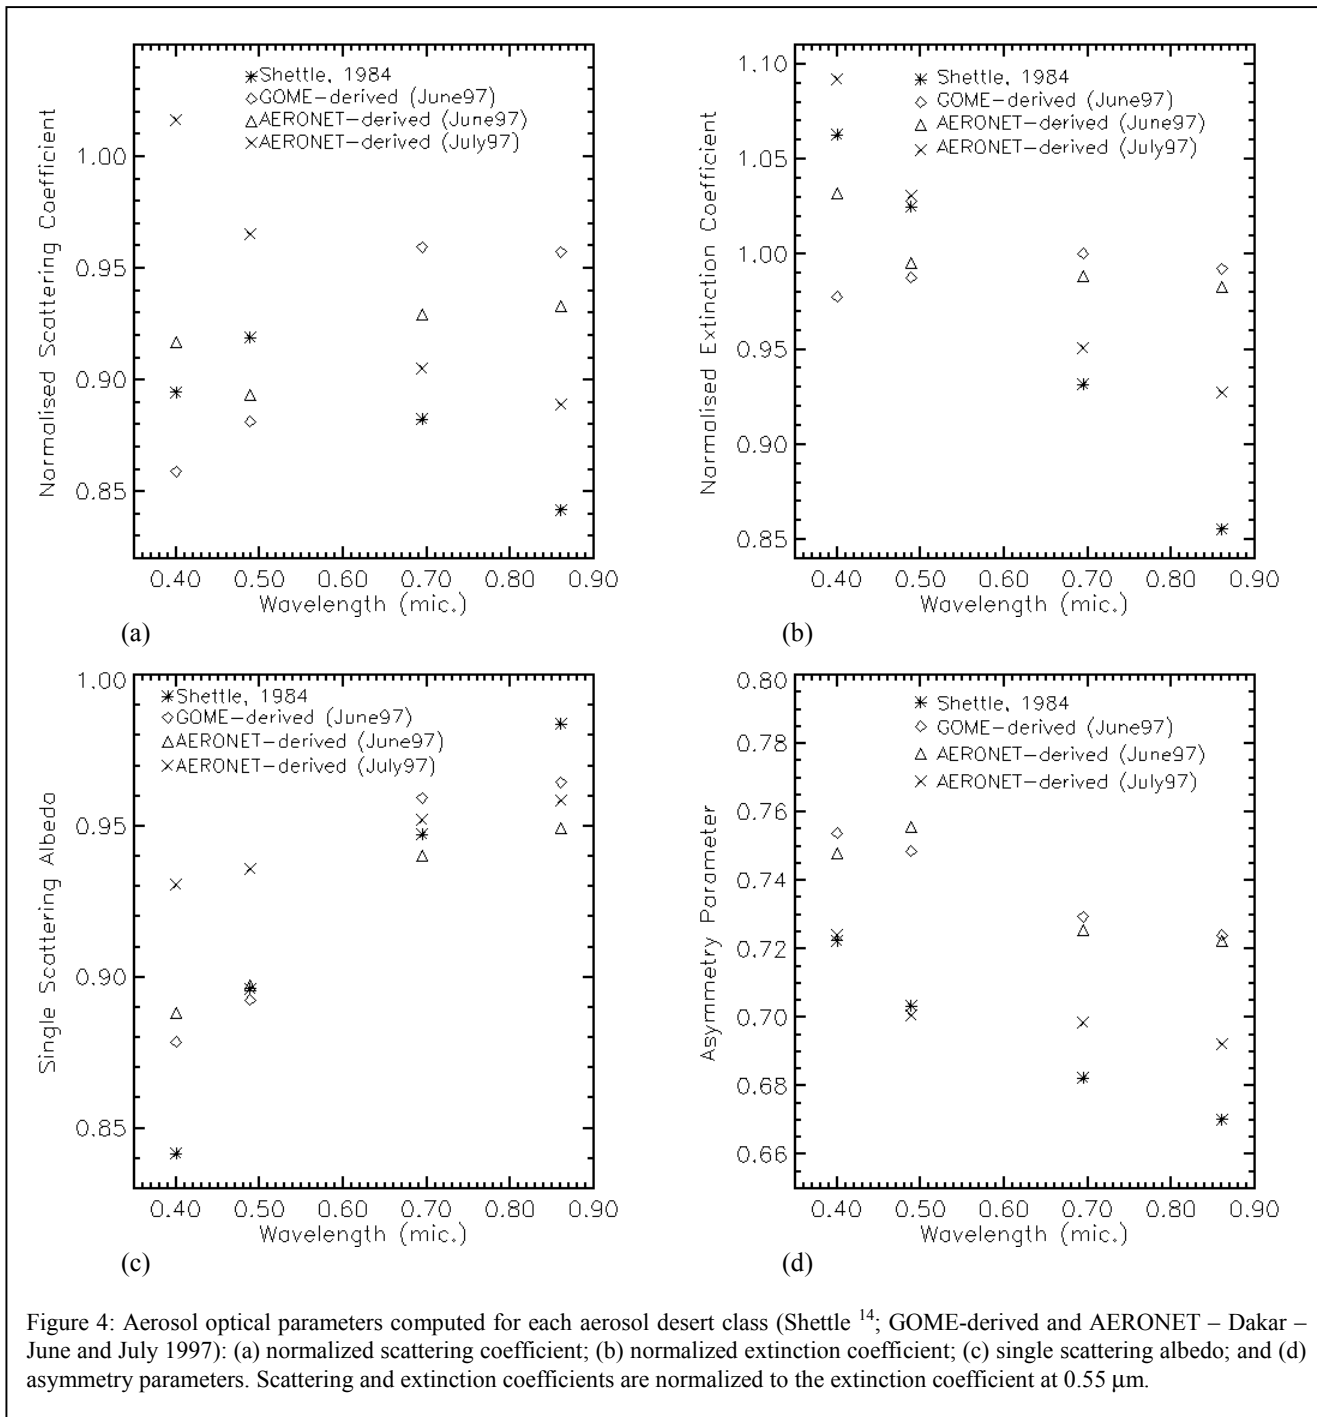 Shettle, 1984
GOME-derived (June97)
AERONET-derived (June97)
AERONET-derived (July97)
Normalised Scattering Coefficient
1.00
0.95
0.90
0.85
0.40 0.50 0.60 0.70 0.80 0.90
Wavelength (mic.)
(a)
Shettle, 1984
GOME-derived (June97)
AERONET-derived (June97)
AERONET-derived (July97)
Normalised Extinction Coefficient
1.10
1.05
1.00
0.95
0.90
0.85
0.40 0.50 0.60 0.70 0.80 0.90
Wavelength (mic.)
(b)
Shettle, 1984
GOME-derived (June97)
AERONET-derived (June97)
AERONET-derived (July97)
Single Scattering Albedo
1.00
0.95
0.90
0.85
0.40 0.50 0.60 0.70 0.80 0.90
Wavelength (mic.)
(c)
Shettle, 1984
GOME-derived (June97)
AERONET-derived (June97)
AERONET-derived (July97)
Asymmetry Parameter
0.80
0.78
0.76
0.74
0.72
0.70
0.68
0.66
0.40 0.50 0.60 0.70 0.80 0.90
Wavelength (mic.)
(d)
Figure 4: Aerosol optical parameters computed for each aerosol desert class (Shettle 14; GOME-derived and AERONET – Dakar –
June and July 1997): (a) normalized scattering coefficient; (b) normalized extinction coefficient; (c) single scattering albedo; and (d)
asymmetry parameters. Scattering and extinction coefficients are normalized to the extinction coefficient at 0.55 μm.